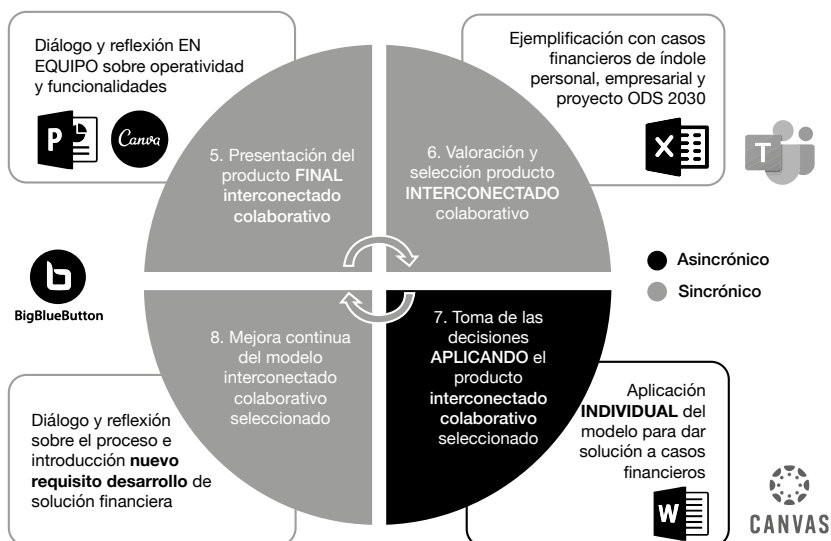 Diálogo y reflexión EN
EQUIPO sobre operatividad
y funcionalidades
P
Canva
Ejemplificación con casos
financieros de índole
personal, empresarial y
proyecto ODS 2030
X
T
5. Presentación del
producto FINAL
interconectado
colaborativo
6. Valoración y
selección producto
INTERCONECTADO
colaborativo
b
BigBlueButton
Asincrónico
Sincrónico
8. Mejora continua
del modelo
interconectado
colaborativo
seleccionado
7. Toma de las
decisiones
APLICANDO el
producto
interconectado
colaborativo
seleccionado
Diálogo y reflexión
sobre el proceso e
introducción nuevo
requisito desarrollo de
solución financiera
Aplicación
INDIVIDUAL del
modelo para dar
solución a casos
financieros
W
CANVAS